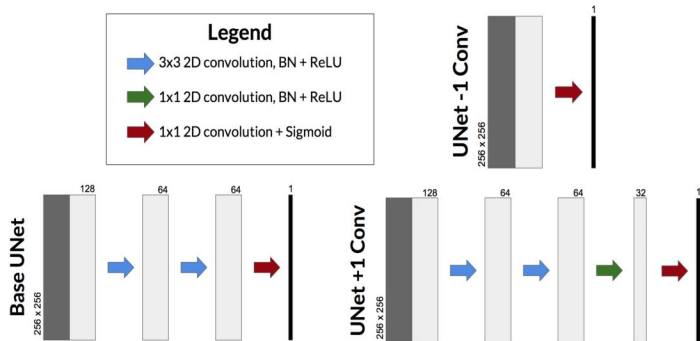 Legend
3x3 2D convolution, BN + ReLU
1x1 2D convolution, BN + ReLU
1x1 2D convolution + Sigmoid
UNet -1 Conv
256 x 256
1
Base UNet
256 x 256
128
64
64
1
UNet +1 Conv
256 x 256
128
64
64
32
1